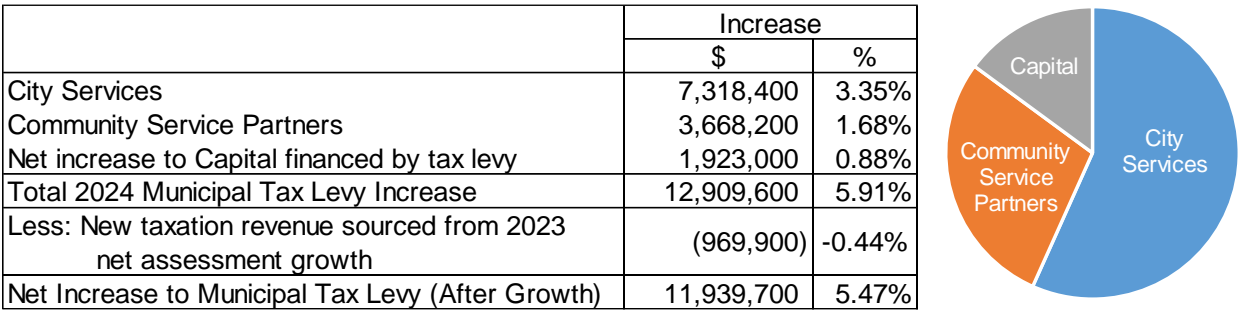 Increase
$ %
City Services 7,318,400 3.35%
Community Service Partners 3,668,200 1.68%
Net increase to Capital financed by tax levy 1,923,000 0.88%
Total 2024 Municipal Tax Levy Increase 12,909,600 5.91%
Less: New taxation revenue sourced from 2023
net assessment growth (969,900) -0.44%
Net Increase to Municipal Tax Levy (After Growth) 11,939,700 5.47%
Capital
City
Services
Community
Service
Partners